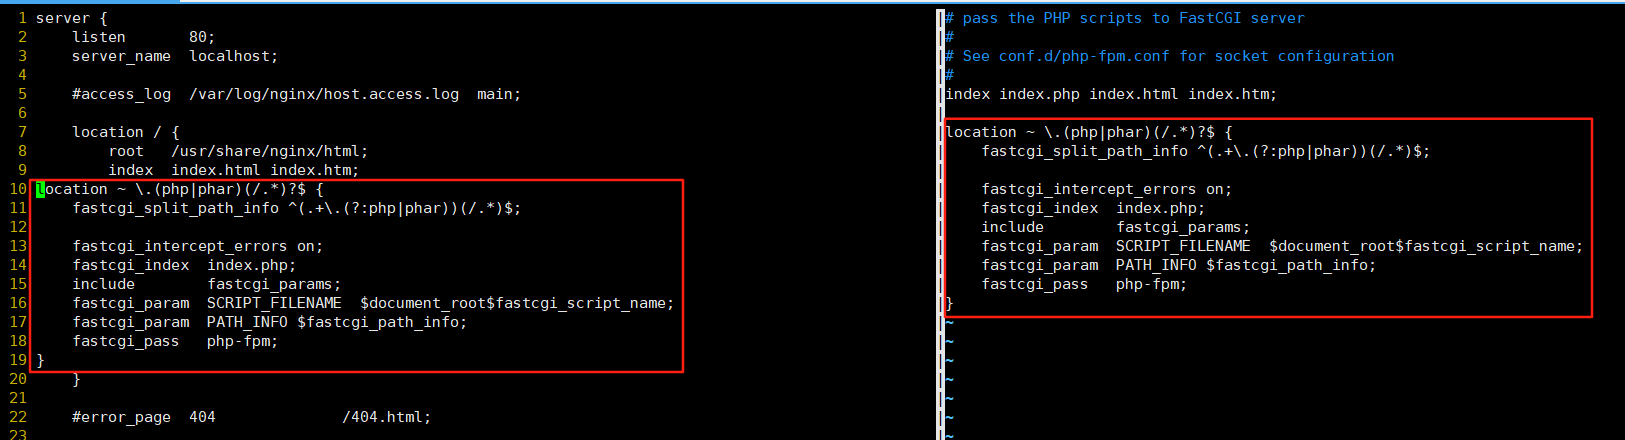 1 server {
2     listen       80;
3     server_name  localhost;
4
5     #access_log  /var/log/nginx/host.access.log  main;
6
7     location / {
8         root   /usr/share/nginx/html;
9         index  index.html index.htm;
10 location ~ \.(php|phar)(/.*)?$ {
11     fastcgi_split_path_info ^(.+\.(?:php|phar))(/.*)$;
12
13     fastcgi_intercept_errors on;
14     fastcgi_index  index.php;
15     include        fastcgi_params;
16     fastcgi_param  SCRIPT_FILENAME  $document_root$fastcgi_script_name;
17     fastcgi_param  PATH_INFO $fastcgi_path_info;
18     fastcgi_pass   php-fpm;
19 }
20     }
21
22     #error_page  404              /404.html;
23
# pass the PHP scripts to FastCGI server
#
# See conf.d/php-fpm.conf for socket configuration
#
index index.php index.html index.htm;

location ~ \.(php|phar)(/.*)?$ {
    fastcgi_split_path_info ^(.+\.(?:php|phar))(/.*)$;

    fastcgi_intercept_errors on;
    fastcgi_index  index.php;
    include        fastcgi_params;
    fastcgi_param  SCRIPT_FILENAME  $document_root$fastcgi_script_name;
    fastcgi_param  PATH_INFO $fastcgi_path_info;
    fastcgi_pass   php-fpm;
}
~
~
~
~
~
~
~